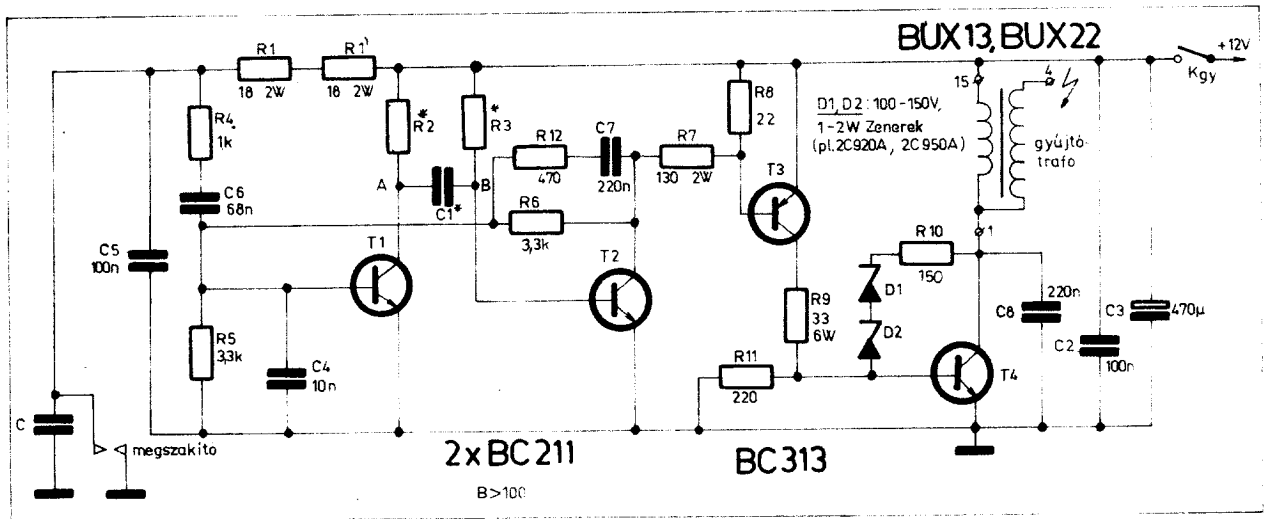 BUX13, BUX22
+12V
Kgy
R1
18 2W
R1'
18 2W
15
4
R4
1k
R2*
*
R3
R8
22
D1, D2 : 100-150V,
1-2W Zenerek
(pl. 2C920A, 2C950A)
gyújtó-
trafo
R12
470
C7
220n
R7
130 2W
T3
C6
68n
A
B
C1*
R6
3,3k
1
C5
100n
T1
T2
R10
150
D1
R9
33
6W
D2
220n
C8
C3
470µ
C2
100n
R5
3,3k
C4
10n
R11
220
T4
C
megszakító
2xBC211
BC313
B>100